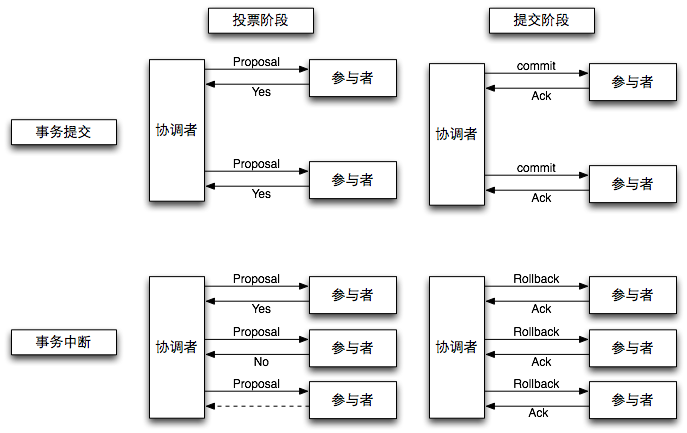 投票阶段
提交阶段
事务提交
协调者
Proposal
Yes
参与者
Proposal
Yes
参与者
协调者
commit
Ack
参与者
commit
Ack
参与者
事务中断
协调者
Proposal
Yes
参与者
Proposal
No
参与者
Proposal
参与者
协调者
Rollback
Ack
参与者
Rollback
Ack
参与者
Rollback
Ack
参与者